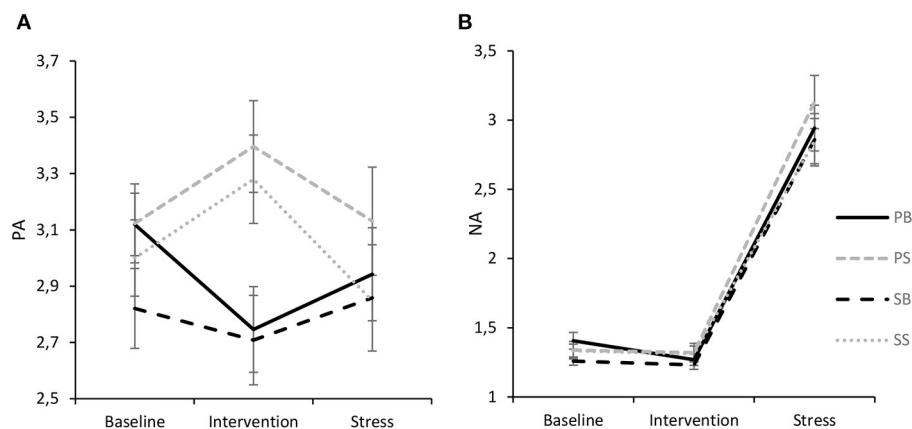 A
PA
3,7
3,5
3,3
3,1
2,9
2,7
2,5
Baseline Intervention Stress
B
NA
3,5
3
2,5
2
1,5
1
Baseline Intervention Stress
PB
PS
SB
SS